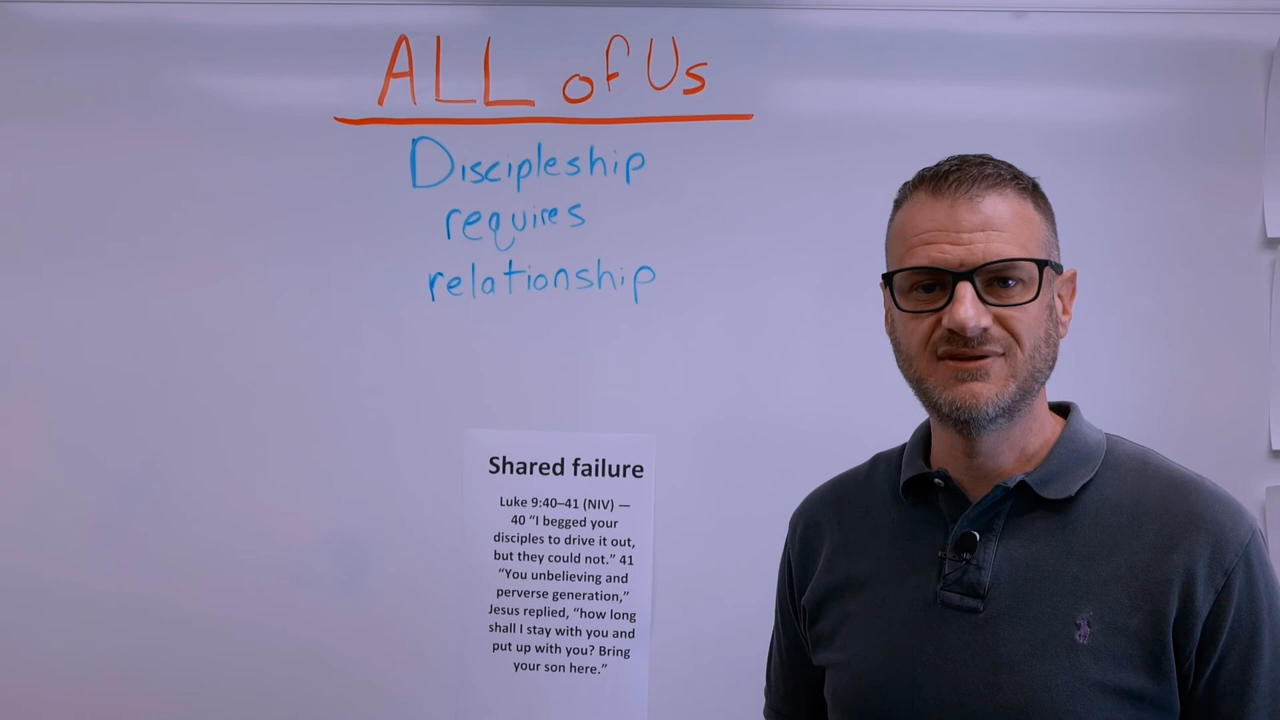 ALL of Us
Discipleship
requires
relationship
Shared failure
Luke 9:40–41 (NIV) —
40 “I begged your
disciples to drive it out,
but they could not.” 41
“You unbelieving and
perverse generation,”
Jesus replied, “how long
shall I stay with you and
put up with you? Bring
your son here.”